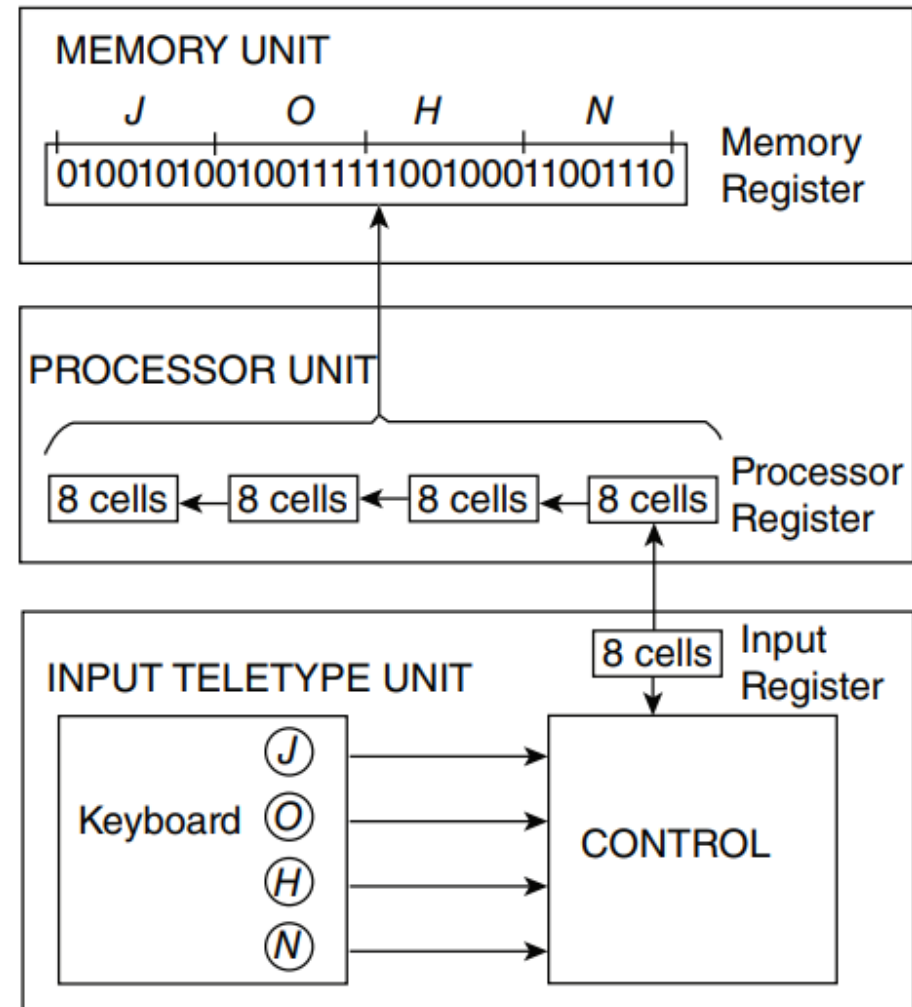 MEMORY UNIT
J O H N
01001010010011111100100011001110
Memory
Register
PROCESSOR UNIT
8 cells 8 cells 8 cells 8 cells
Processor
Register
INPUT TELETYPE UNIT
8 cells
Input
Register
Keyboard
J
O
H
N
CONTROL